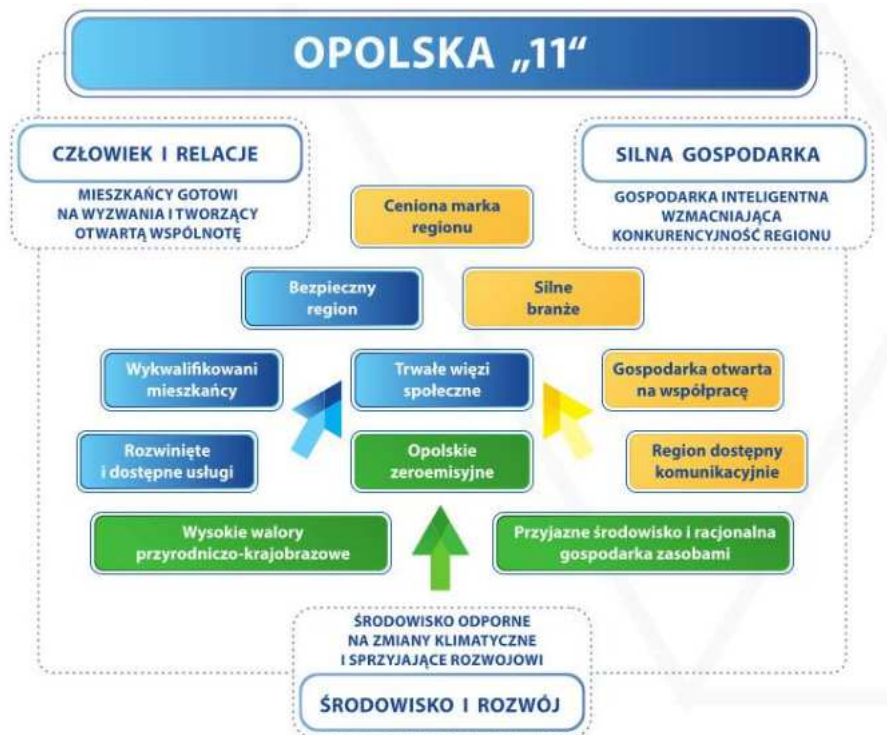 OPOLSKA „11“
CZŁOWIEK I RELACJE
MIESZKAŃCY GOTOWI
NA WYZWANIA I TWORZĄCY
OTWARTĄ WSPÓLNOTĘ
SILNA GOSPODARKA
GOSPODARKA INTELIGENTNA
WZMACNIAJĄCA
KONKURENCYJNOŚĆ REGIONU
Ceniona marka
regionu
Bezpieczny
region
Silne
branże
Wykwalifikowani
mieszkańcy
Trwałe więzi
społeczne
Gospodarka otwarta
na współpracę
Rozwinięte
i dostępne usługi
Opolskie
zeroemisyjne
Region dostępny
komunikacyjnie
Wysokie walory
przyrodniczo-krajobrazowe
Przyjazne środowisko i racjonalna
gospodarka zasobami
ŚRODOWISKO ODPORNE
NA ZMIANY KLIMATYCZNE
I SPRZYJAJĄCE ROZWOJOWI
ŚRODOWISKO I ROZWÓJ